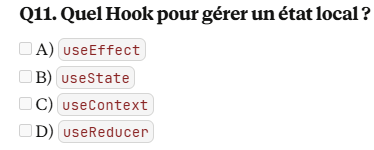 Q11. Quel Hook pour gérer un état local ?
A) useEffect
B) useState
C) useContext
D) useReducer